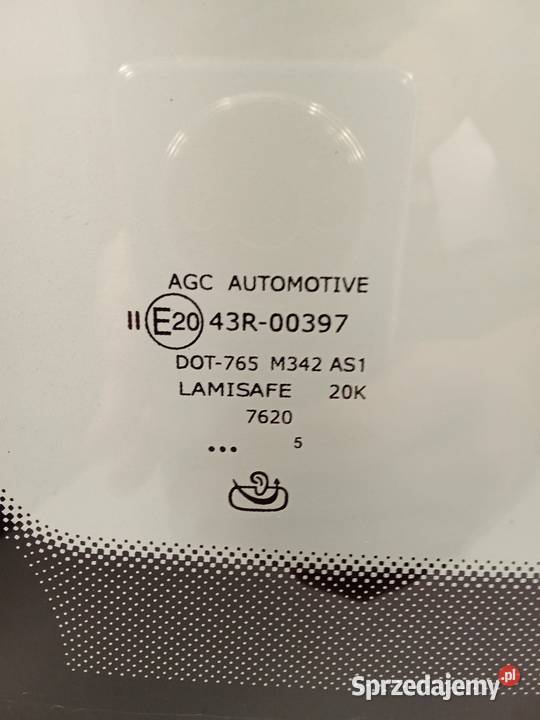 AGC AUTOMOTIVE
II E20 43R-00397
DOT-765 M342 AS1
LAMISAFE 20K
7620
... 5
Sprzedajemy.pl